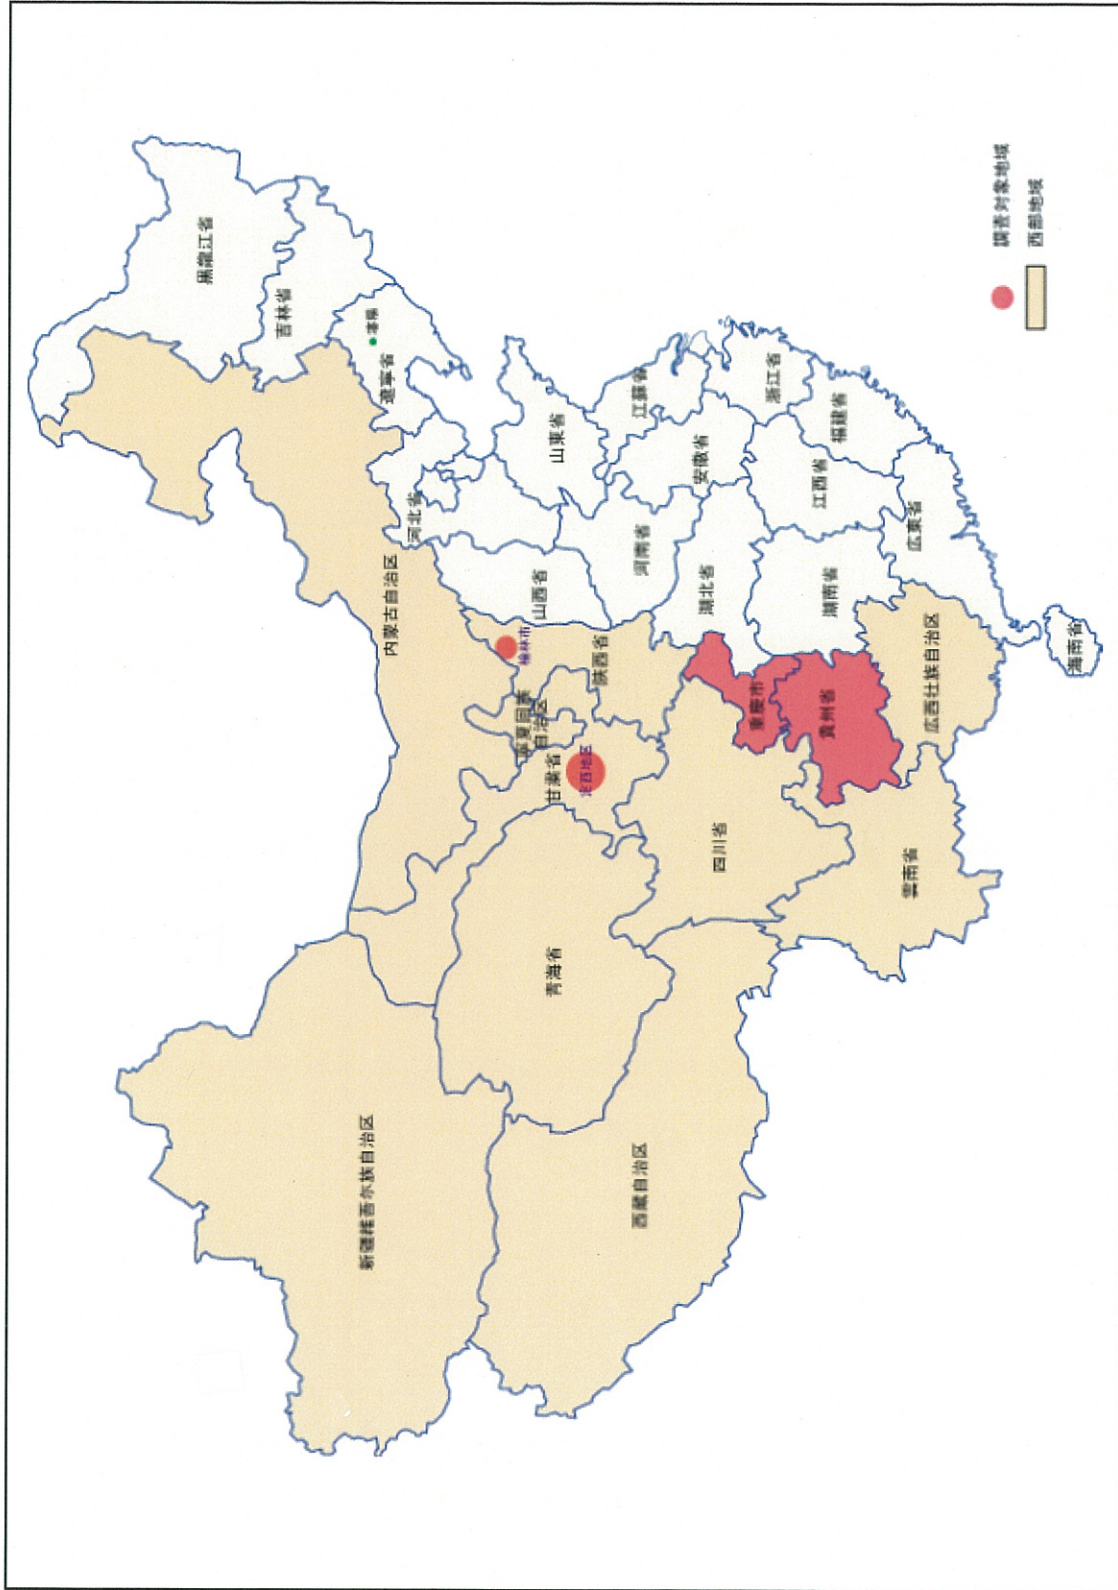 黒龍江省
吉林省
新疆維吾尔族自治区
遼寧省
内蒙古自治区
河北省
寧夏回族
自治区
楡林市
山西省
甘粛省
青海省
山東省
定西地区
陝西省
西蔵自治区
河南省
江蘇省
安徽省
湖北省
四川省
重慶市
浙江省
江西省
貴州省
湖南省
福建省
雲南省
広西壮族自治区
広東省
海南省
調査対象地域
西部地域